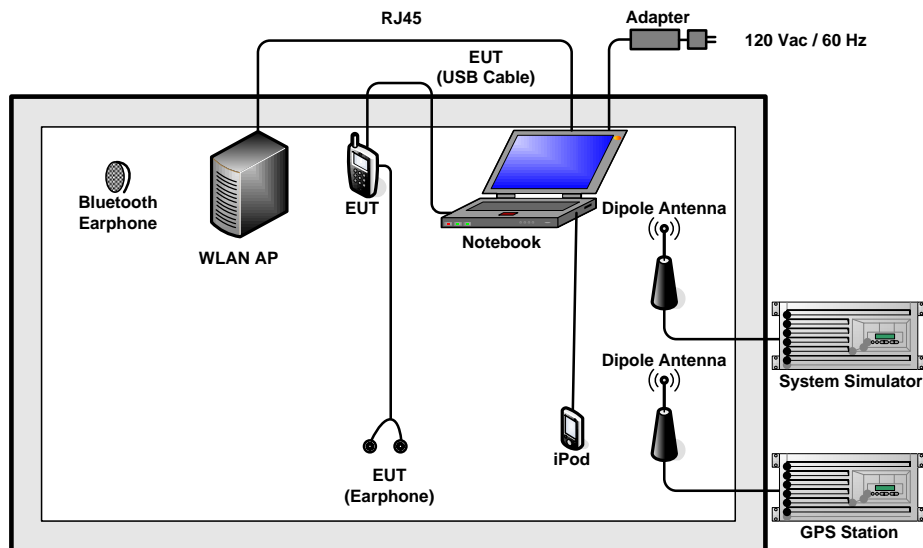 RJ45
Adapter
120 Vac / 60 Hz
EUT
(USB Cable)
Bluetooth
Earphone
WLAN AP
EUT
Notebook
Dipole Antenna
System Simulator
Dipole Antenna
iPod
EUT
(Earphone)
GPS Station